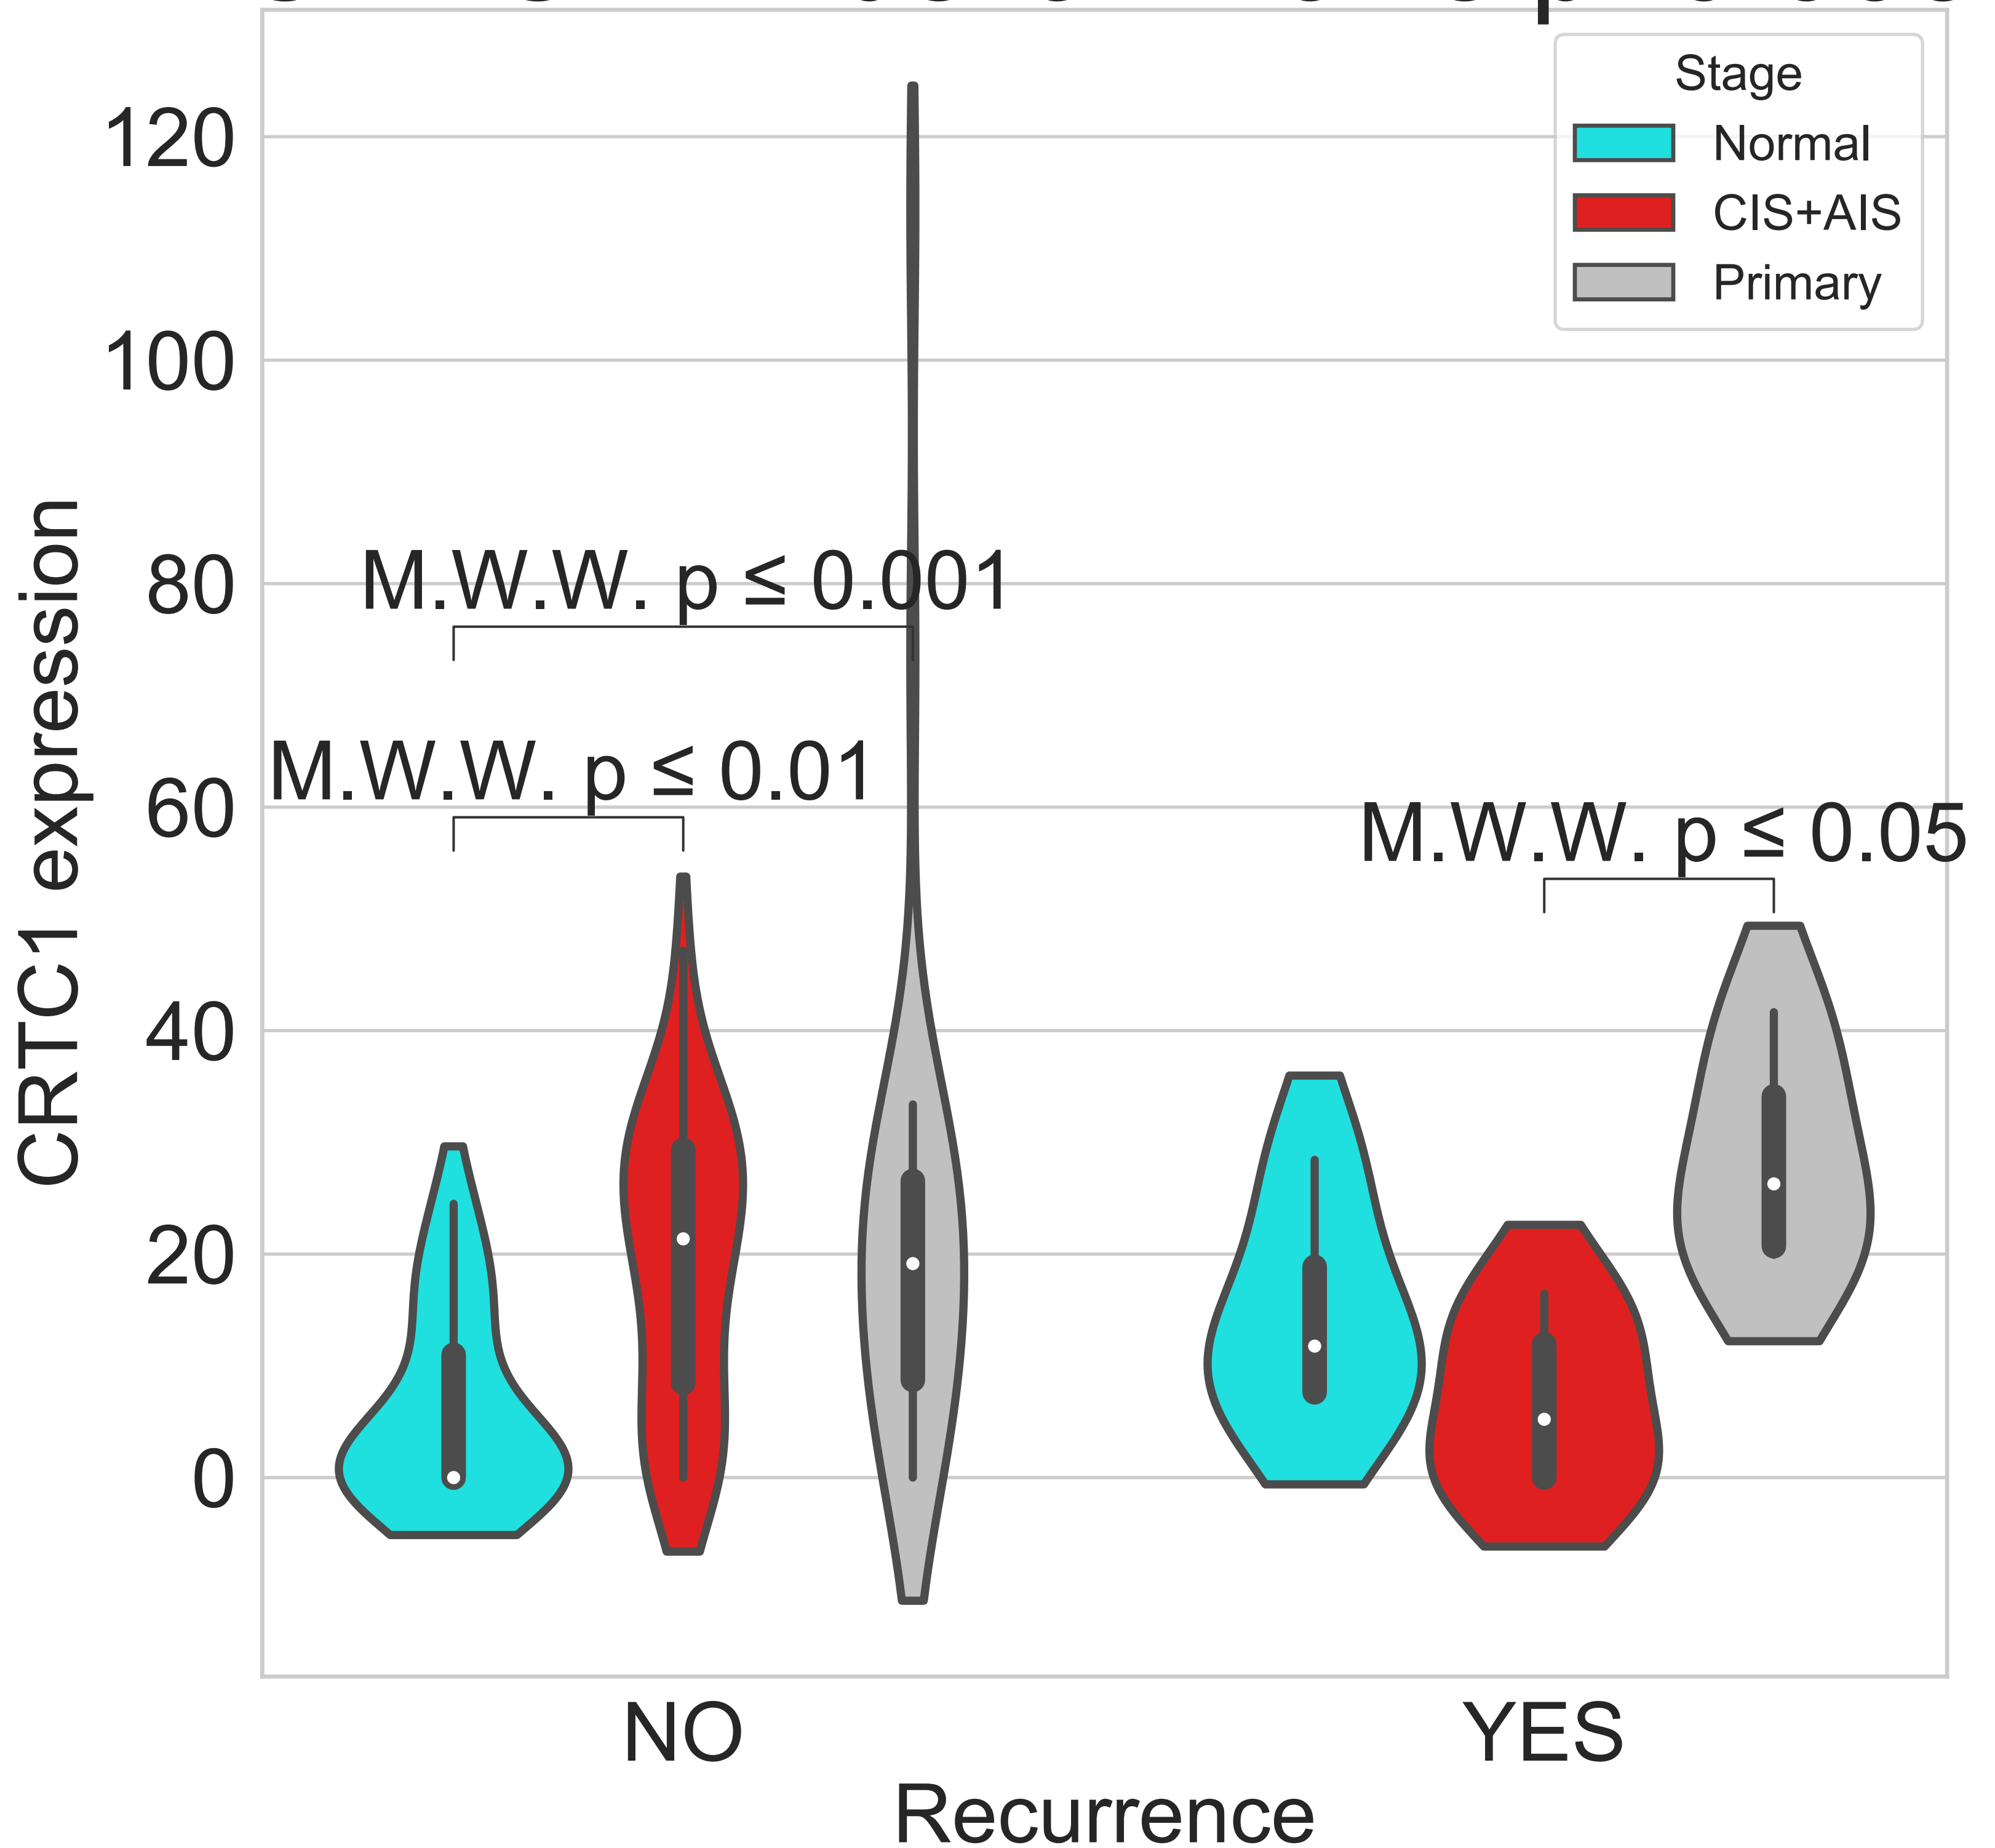 Stage
Normal
CIS+AIS
Primary
120
100
80
60
40
20
0
CRTC1 expression
M.W.W. p ≤ 0.001
M.W.W. p ≤ 0.01
M.W.W. p ≤ 0.05
NO
YES
Recurrence